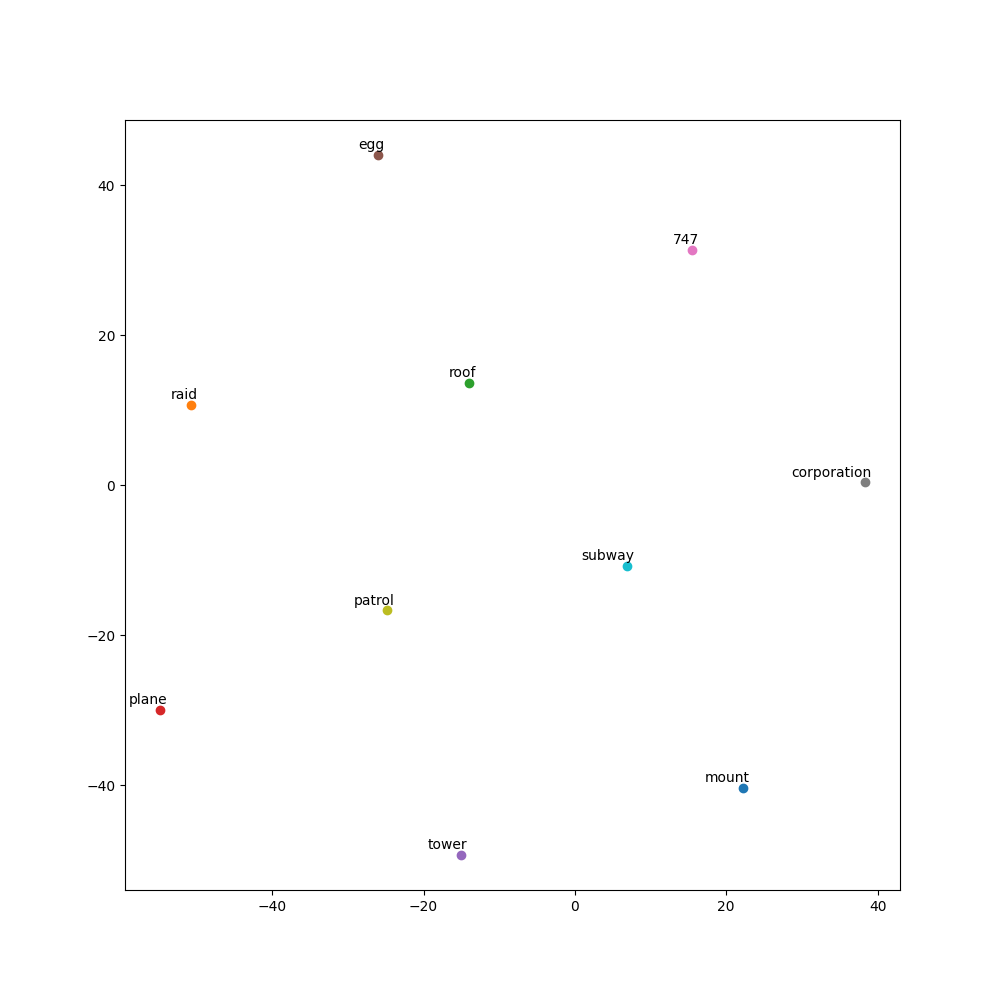 egg
40
747
20
roof
raid
corporation
0
subway
patrol
−20
plane
mount
−40
tower
−40
−20
0
20
40